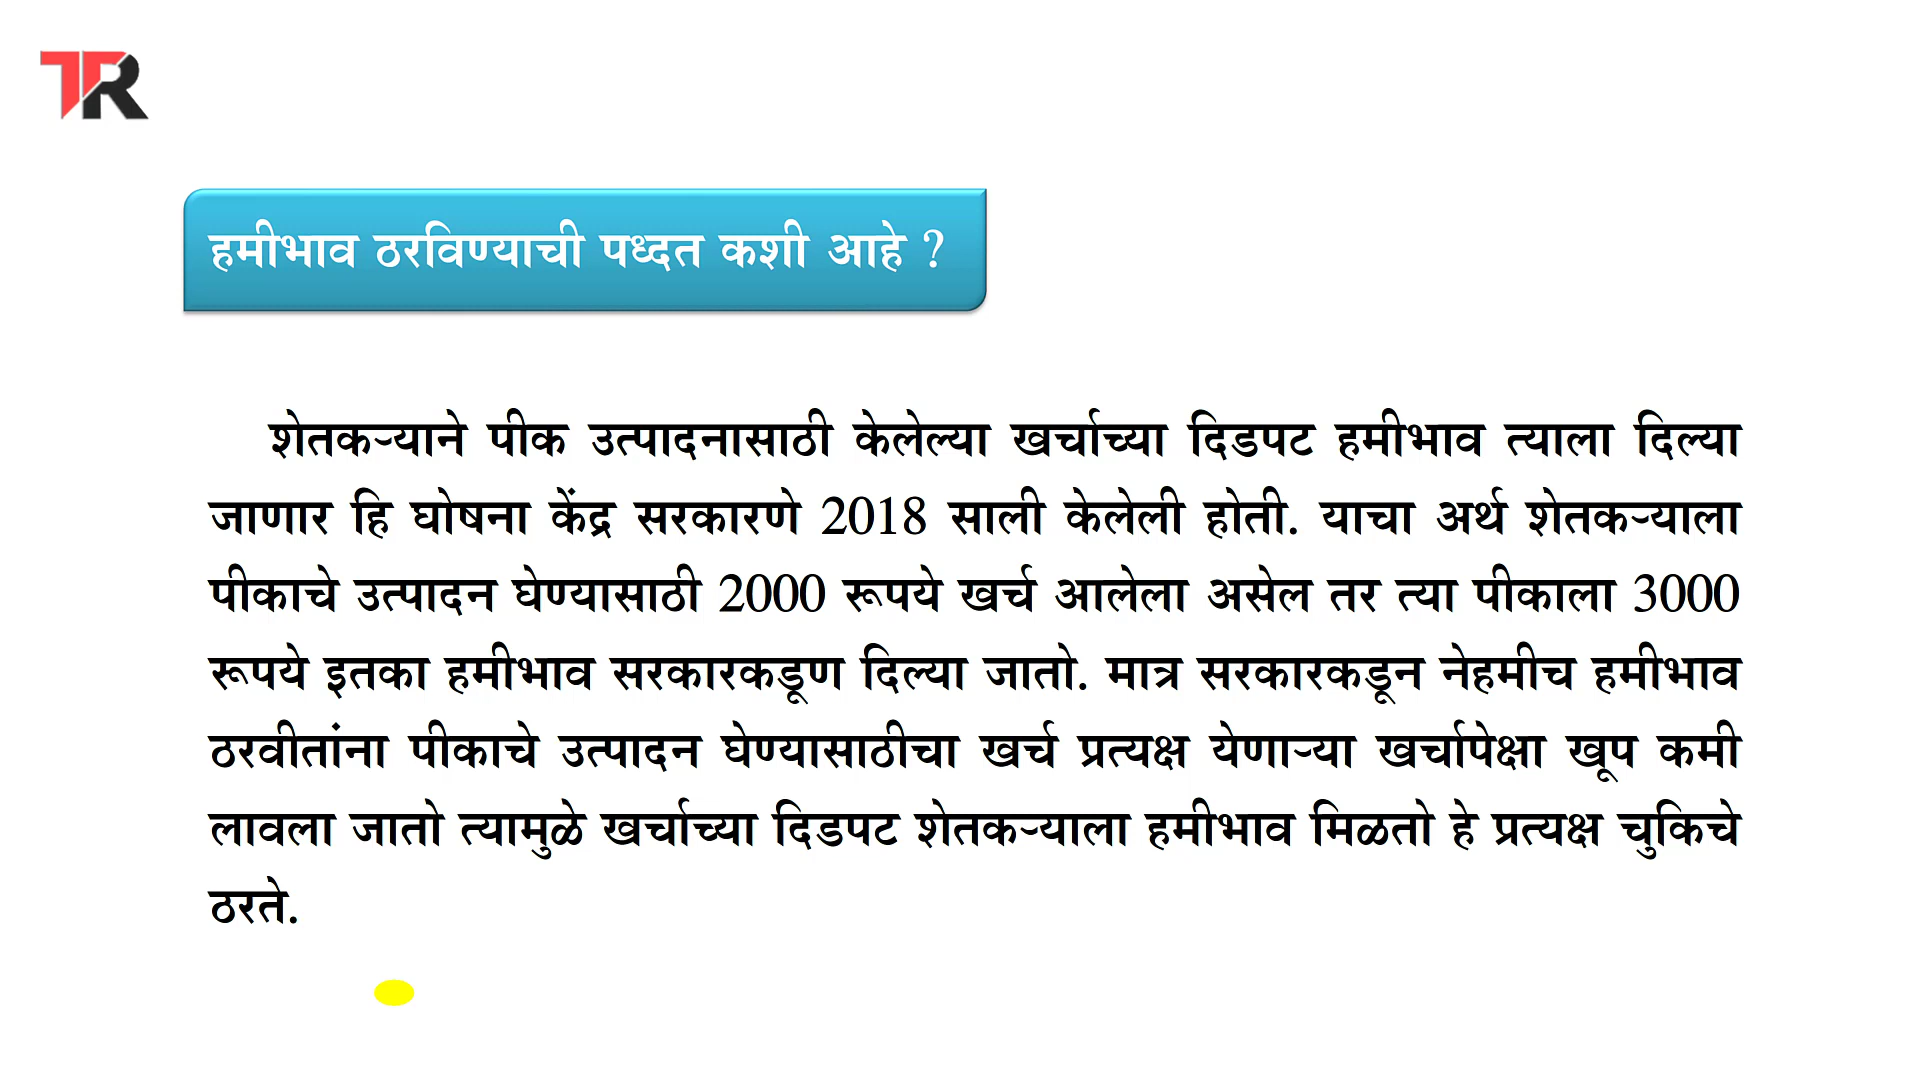 TR
हमीभाव ठरविण्याची पध्दत कशी आहे ?
शेतकऱ्याने पीक उत्पादनासाठी केलेल्या खर्चाच्या दिडपट हमीभाव त्याला दिल्या
जाणार हि घोषना केंद्र सरकारणे 2018 साली केलेली होती. याचा अर्थ शेतकऱ्याला
पीकाचे उत्पादन घेण्यासाठी 2000 रूपये खर्च आलेला असेल तर त्या पीकाला 3000
रूपये इतका हमीभाव सरकारकडूण दिल्या जातो. मात्र सरकारकडून नेहमीच हमीभाव
ठरवीतांना पीकाचे उत्पादन घेण्यासाठीचा खर्च प्रत्यक्ष येणाऱ्या खर्चापेक्षा खूप कमी
लावला जातो त्यामुळे खर्चाच्या दिडपट शेतकऱ्याला हमीभाव मिळतो हे प्रत्यक्ष चुकिचे
ठरते.